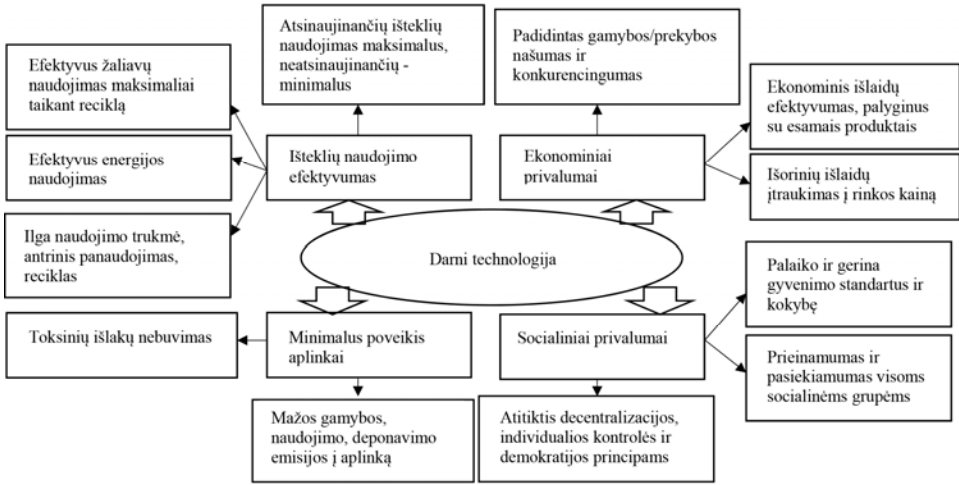 Atsinaujinančių išteklių
naudojimas maksimalus,
neatsinaujinančių -
minimalus
Padidintas gamybos/prekybos
našumas ir
konkurencingumas
Efektyvus žaliavų
naudojimas maksimaliai
taikant reciklą
Ekonominis išlaidų
efektyvumas, palyginus
su esamais produktais
Efektyvus energijos
naudojimas
Išteklių naudojimo
efektyvumas
Ekonominiai
privalumai
Išorinių išlaidų
įtraukimas į rinkos kainą
Ilga naudojimo trukmė,
antrinis panaudojimas,
reciklas
Darni technologija
Palaiko ir gerina
gyvenimo standartus ir
kokybę
Toksinių išlakų nebuvimas
Minimalus poveikis
aplinkai
Socialiniai privalumai
Prieinamumas ir
pasiekiamumas visoms
socialinėms grupėms
Mažos gamybos,
naudojimo, deponavimo
emisijos į aplinką
Atitiktis decentralizacijos,
individualios kontrolės ir
demokratijos principams